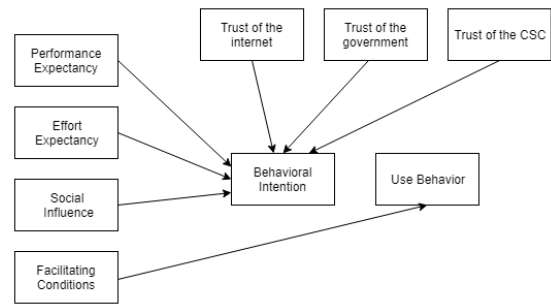 Trust of the
internet
Trust of the
government
Trust of the CSC
Performance
Expectancy
Effort
Expectancy
Social
Influence
Facilitating
Conditions
Behavioral
Intention
Use Behavior